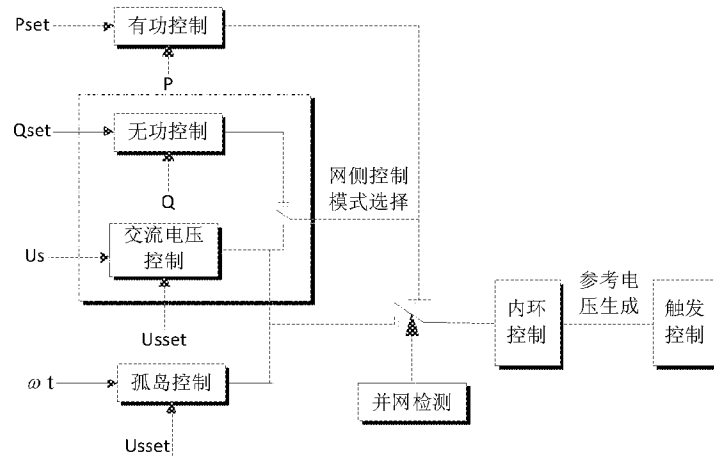 Pset
有功控制
P
Qset
无功控制
Q
网侧控制
模式选择
Us
交流电压
控制
Usset
内环
控制
参考电
压生成
触发
控制
ωt
孤岛控制
并网检测
Usset